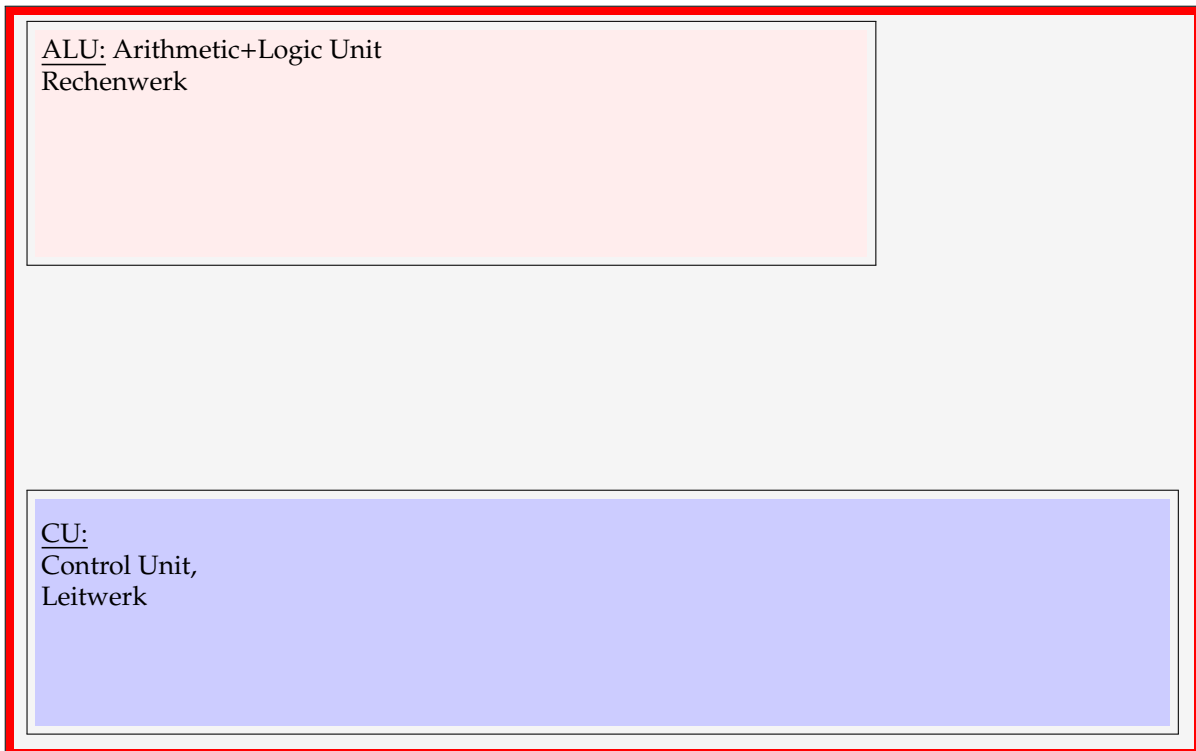 ALU: Arithmetic+Logic Unit
Rechenwerk
CU:
Control Unit,
Leitwerk